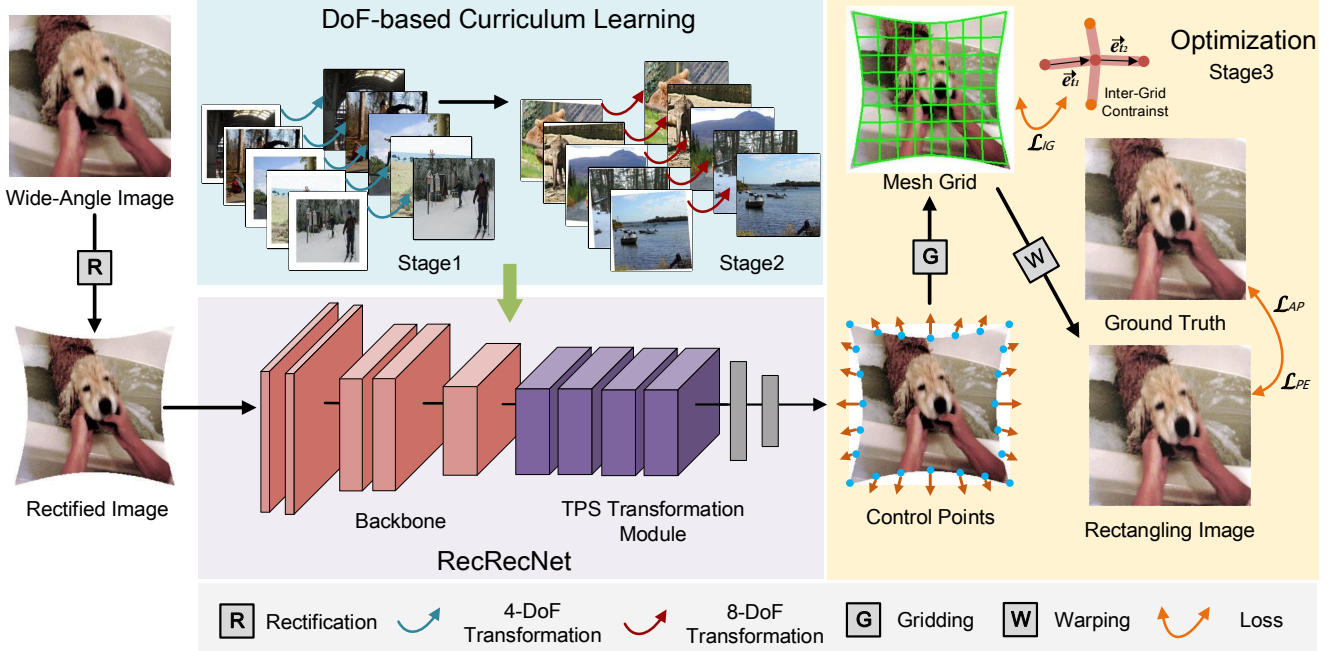 DoF-based Curriculum Learning
Wide-Angle Image
R
Rectified Image
Stage1
Stage2
Backbone
TPS Transformation
Module
RecRecNet
Optimization
Stage3
e⃗t1
e⃗t2
Inter-Grid
Contrainst
ℒIG
Mesh Grid
G
W
Control Points
Ground Truth
ℒAP
ℒPE
Rectangling Image
R Rectification
4-DoF
Transformation
8-DoF
Transformation
G Gridding
W Warping
Loss